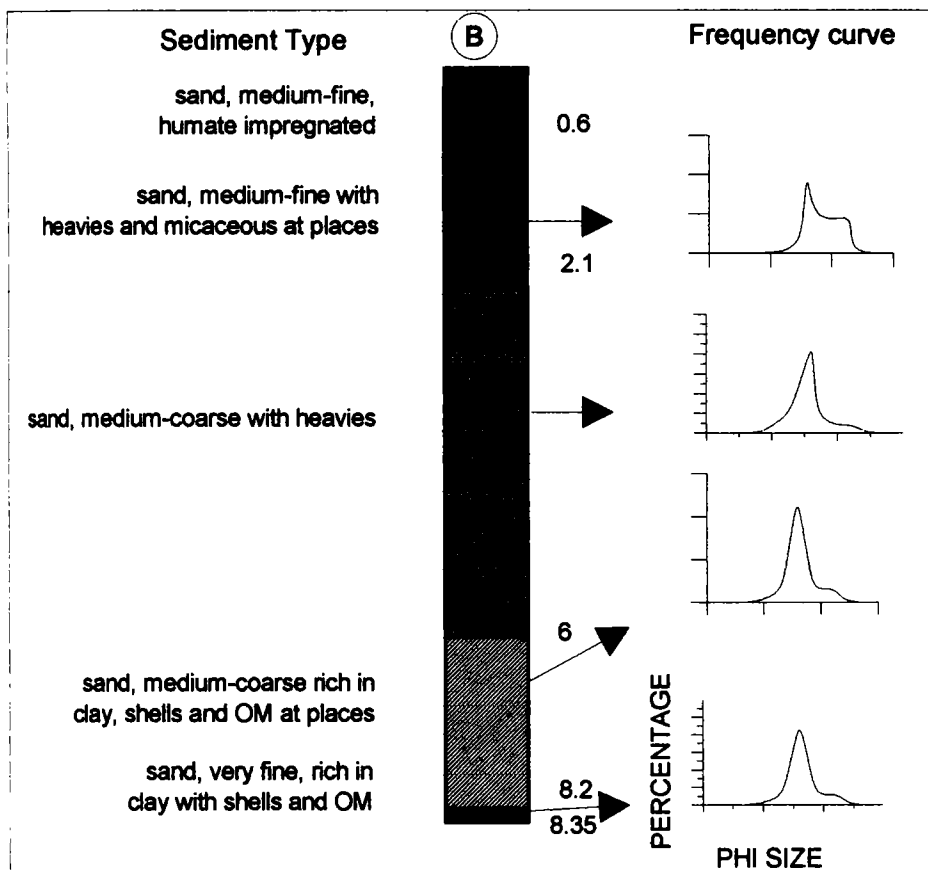 Sediment Type
B
Frequency curve
sand, medium-fine,
humate impregnated
0.6
sand, medium-fine with
heavies and micaceous at places
2.1
sand, medium-coarse with heavies
6
sand, medium-coarse rich in
clay, shells and OM at places
sand, very fine, rich in
clay with shells and OM
8.2
8.35
PERCENTAGE
PHI SIZE